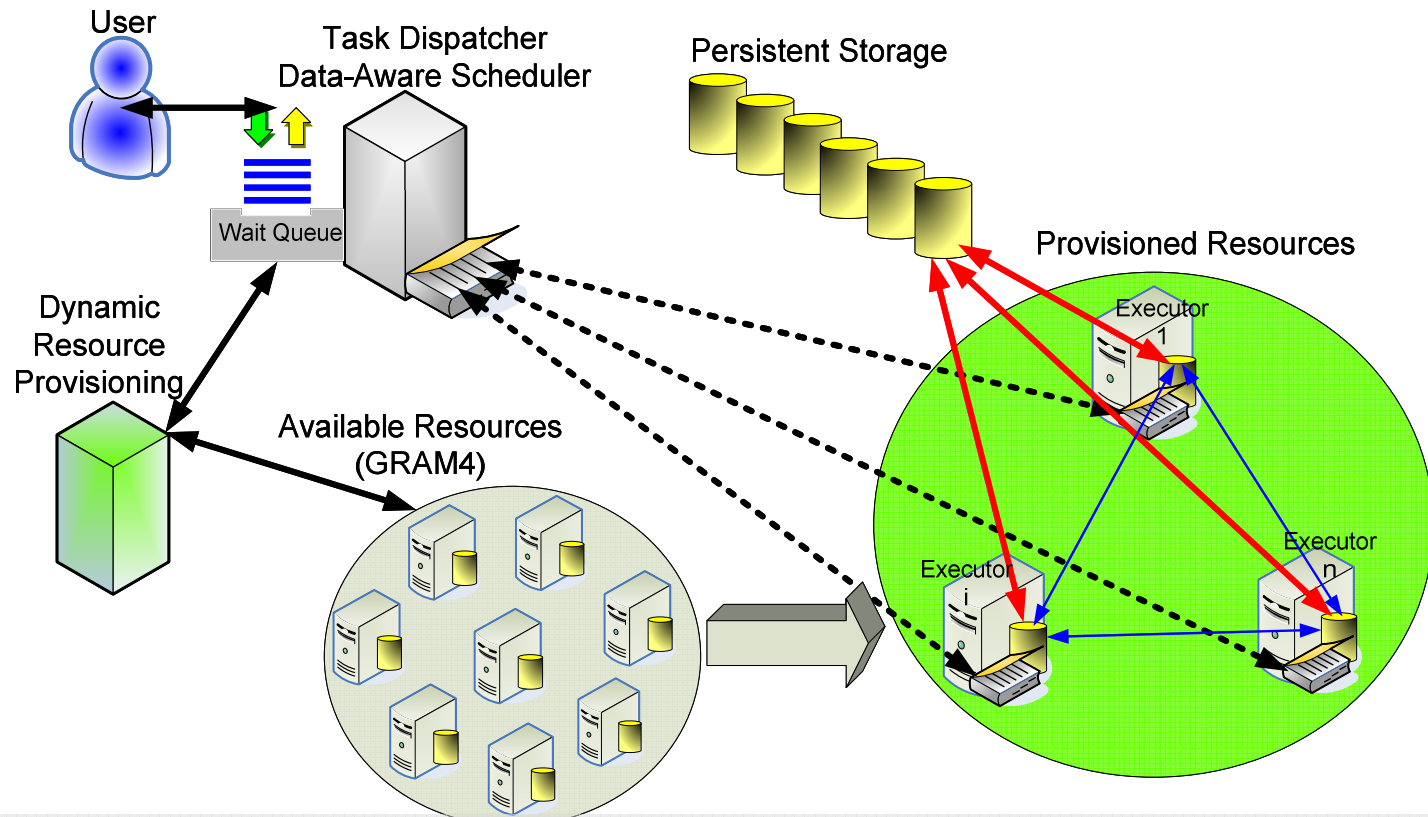 User
Task Dispatcher
Data-Aware Scheduler
Persistent Storage
Wait Queue
Provisioned Resources
Executor
1
Dynamic
Resource
Provisioning
Available Resources
(GRAM4)
Executor
i
Executor
n